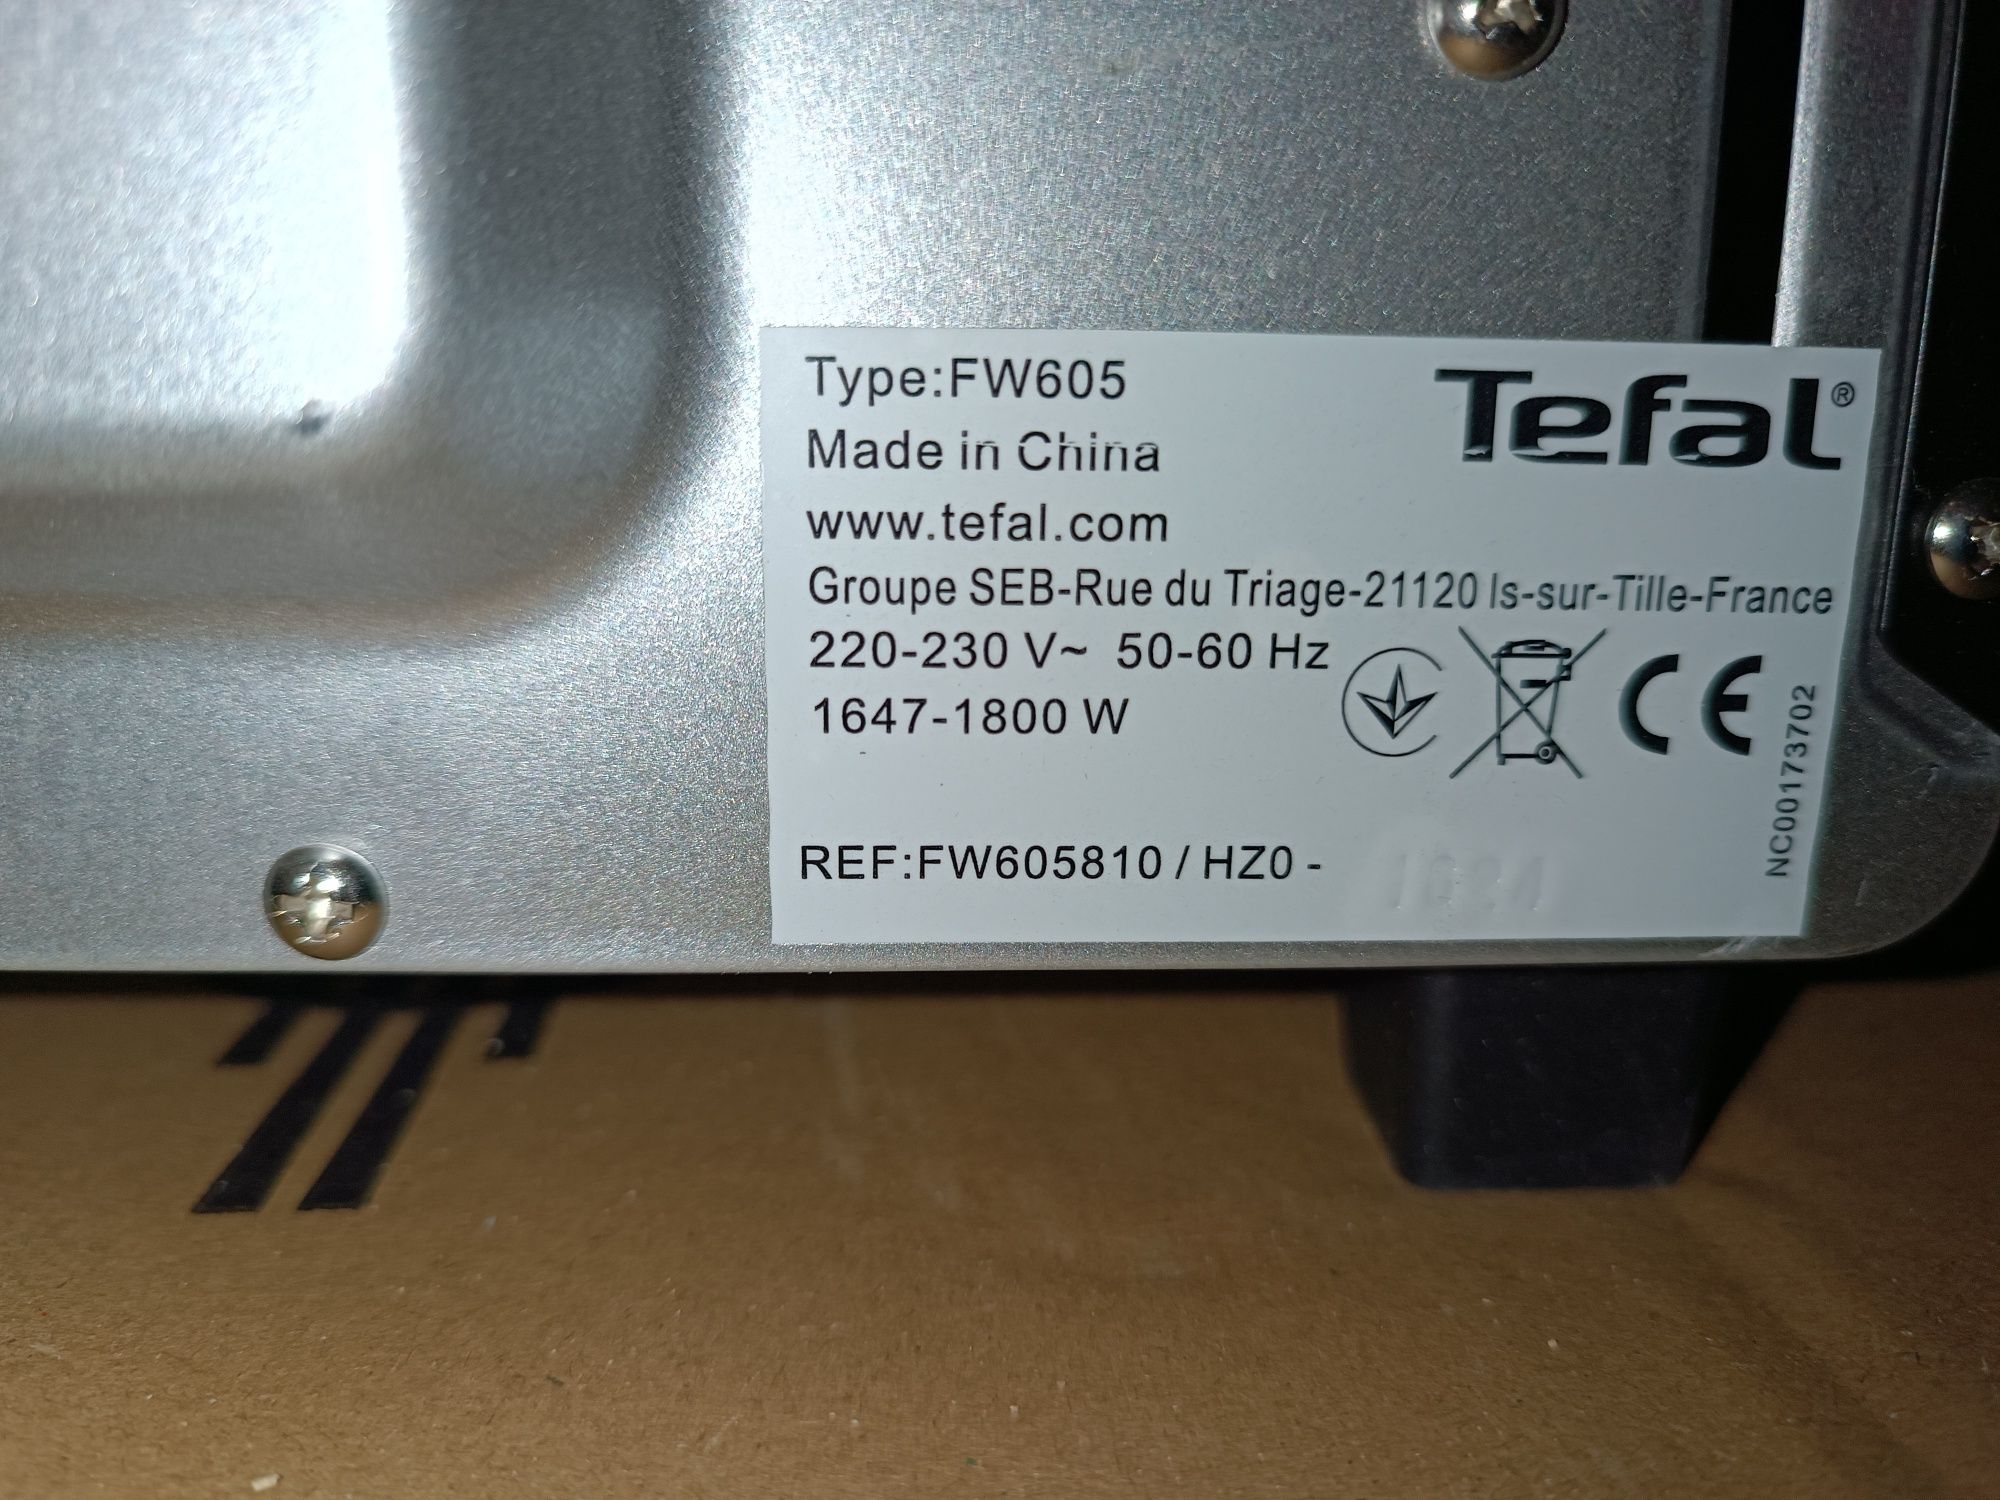 Type:FW605
Tefal®
Made in China
www.tefal.com
Groupe SEB-Rue du Triage-21120 Is-sur-Tille-France
220-230 V~ 50-60 Hz
1647-1800 W
CE
NC00173702
REF:FW605810 / HZ0 -